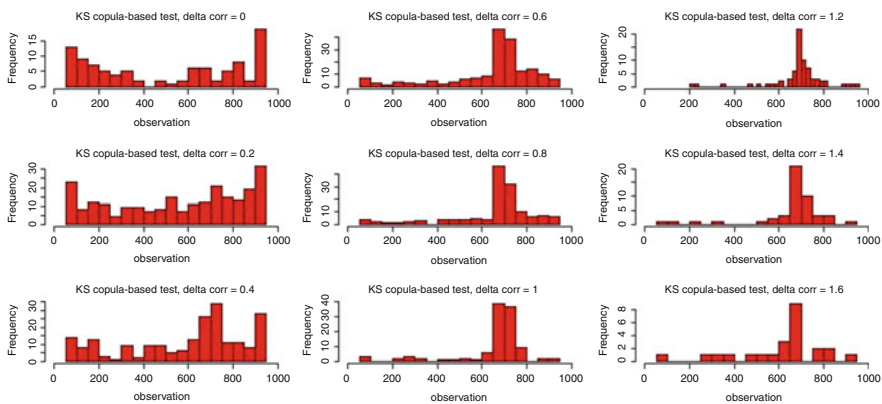 KS copula-based test, delta corr = 0
Frequency
0 5 10 15
0 200 400 600 800 1000
observation
KS copula-based test, delta corr = 0.6
Frequency
0 10 30
0 200 400 600 800 1000
observation
KS copula-based test, delta corr = 1.2
Frequency
0 5 10 20
0 200 400 600 800 1000
observation
KS copula-based test, delta corr = 0.2
Frequency
0 10 20 30
0 200 400 600 800 1000
observation
KS copula-based test, delta corr = 0.8
Frequency
0 10 30
0 200 400 600 800 1000
observation
KS copula-based test, delta corr = 1.4
Frequency
0 5 10 20
0 200 400 600 800 1000
observation
KS copula-based test, delta corr = 0.4
Frequency
0 10 20 30
0 200 400 600 800 1000
observation
KS copula-based test, delta corr = 1
Frequency
0 10 20 30 40
0 200 400 600 800 1000
observation
KS copula-based test, delta corr = 1.6
Frequency
0 2 4 6 8
0 200 400 600 800 1000
observation